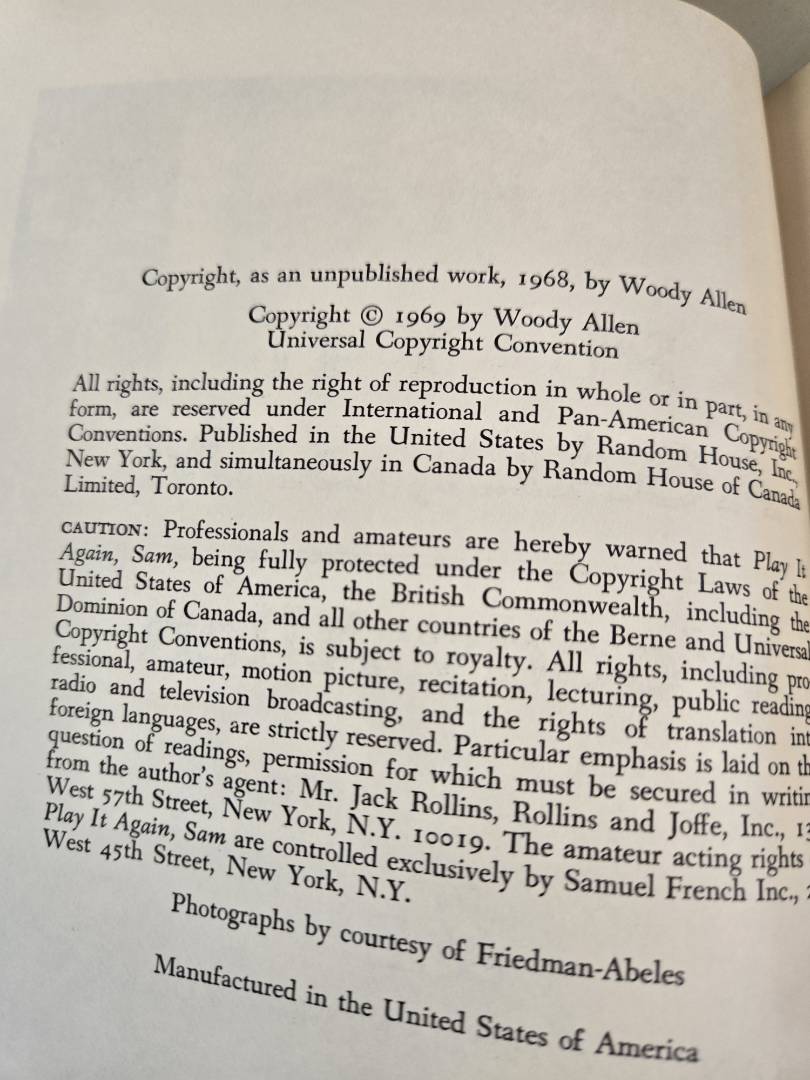 Copyright, as an unpublished work, 1968, by Woody Allen
Copyright © 1969 by Woody Allen
Universal Copyright Convention
All rights, including the right of reproduction in whole or in part, in any
form, are reserved under International and Pan-American Copyright
Conventions. Published in the United States by Random House, Inc.,
New York, and simultaneously in Canada by Random House of Canada
Limited, Toronto.
CAUTION: Professionals and amateurs are hereby warned that Play It
Again, Sam, being fully protected under the Copyright Laws of the
United States of America, the British Commonwealth, including the
Dominion of Canada, and all other countries of the Berne and Universal
Copyright Conventions, is subject to royalty. All rights, including pro
fessional, amateur, motion picture, recitation, lecturing, public reading
radio and television broadcasting, and the rights of translation int
foreign languages, are strictly reserved. Particular emphasis is laid on th
question of readings, permission for which must be secured in writin
from the author's agent: Mr. Jack Rollins, Rollins and Joffe, Inc., 13
West 57th Street, New York, N.Y. 10019. The amateur acting rights
Play It Again, Sam are controlled exclusively by Samuel French Inc., 2
West 45th Street, New York, N.Y.
Photographs by courtesy of Friedman-Abeles
Manufactured in the United States of America